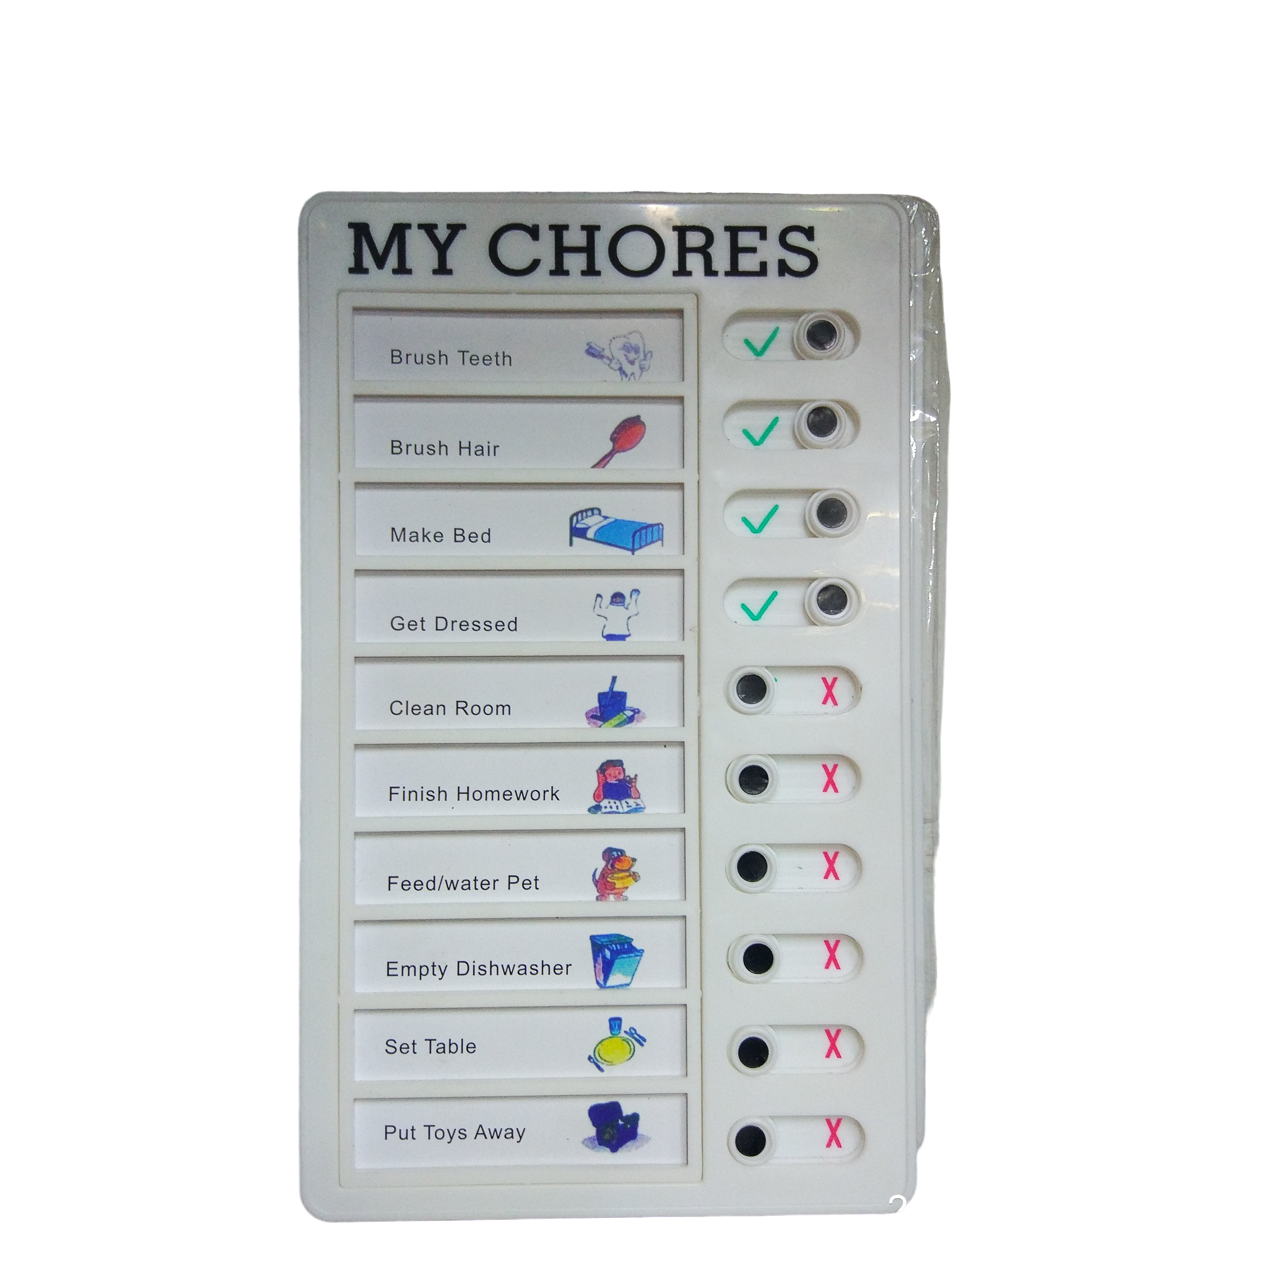 MY CHORES
Brush Teeth ✓
Brush Hair ✓
Make Bed ✓
Get Dressed ✓
Clean Room X
Finish Homework X
Feed/water Pet X
Empty Dishwasher X
Set Table X
Put Toys Away X